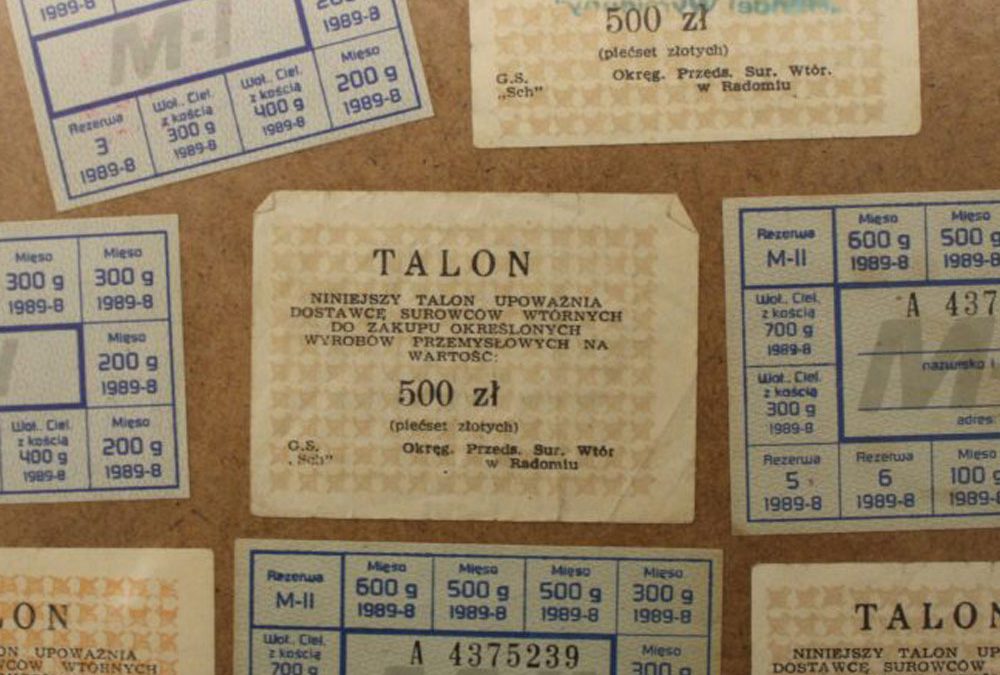 1989-8
200 g
1989-8
M-I
Mięso
200 g
1989-8
Rezerwa
3
1989-8
Woł.. Ciel.
z kością
300 g
1989-8
Woł.. Ciel.
z kością
400 g
1989-8
500 zł
(pięćset złotych)
G.S.
„Sch”
Okręg. Przeds. Sur. Wtór.
w Radomiu
Mięso
300 g
1989-8
Mięso
300 g
1989-8
Mięso
200 g
1989-8
Woł.. Ciel.
z kością
400 g
1989-8
Mięso
200 g
1989-8
TALON
NINIEJSZY TALON UPOWAŻNIA
DOSTAWCĘ SUROWCÓW WTÓRNYCH
DO ZAKUPU OKREŚLONYCH
WYROBÓW PRZEMYSŁOWYCH NA
WARTOŚĆ:
500 zł
(pięćset złotych)
G.S.
„Sch”
Okręg. Przeds. Sur. Wtór
w Radomiu
Rezerwa
M-II
Mięso
600 g
1989-8
Mięso
500 g
1989-8
Woł.. Ciel.
700 g
1989-8
A 437
nazwisko i
adres
Woł.. Ciel.
z kością
300 g
1989-8
Rezerwa
5
1989-8
Rezerwa
6
1989-8
Mięso
100 g
1989-8
LON
ON UPOWAŻNIA
WCÓW WTÓRNYCH
Rezerwa
M-II
Mięso
600 g
1989-8
Mięso
500 g
1989-8
Mięso
500 g
1989-8
Mięso
300 g
1989-8
Woł.. Ciel.
z kością
700 g
A 4375239
Mięso
300 g
TALON
NINIEJSZY TALON UP
DOSTAWCĘ SUROWCÓW